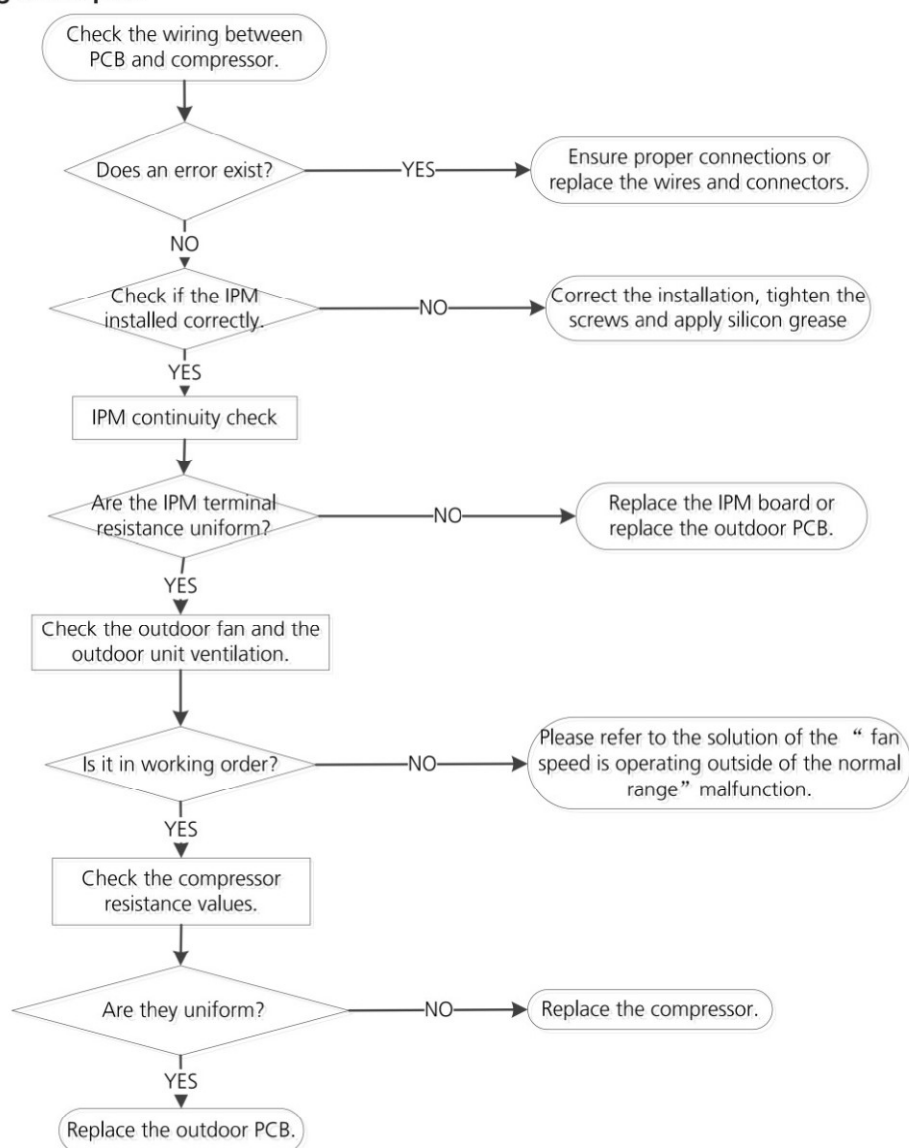 Check the wiring between
PCB and compressor.
Does an error exist?
YES
Ensure proper connections or
replace the wires and connectors.
NO
Check if the IPM
installed correctly.
NO
Correct the installation, tighten the
screws and apply silicon grease
YES
IPM continuity check
Are the IPM terminal
resistance uniform?
NO
Replace the IPM board or
replace the outdoor PCB.
YES
Check the outdoor fan and the
outdoor unit ventilation.
Is it in working order?
NO
Please refer to the solution of the “ fan
speed is operating outside of the normal
range” malfunction.
YES
Check the compressor
resistance values.
Are they uniform?
NO
Replace the compressor.
YES
Replace the outdoor PCB.